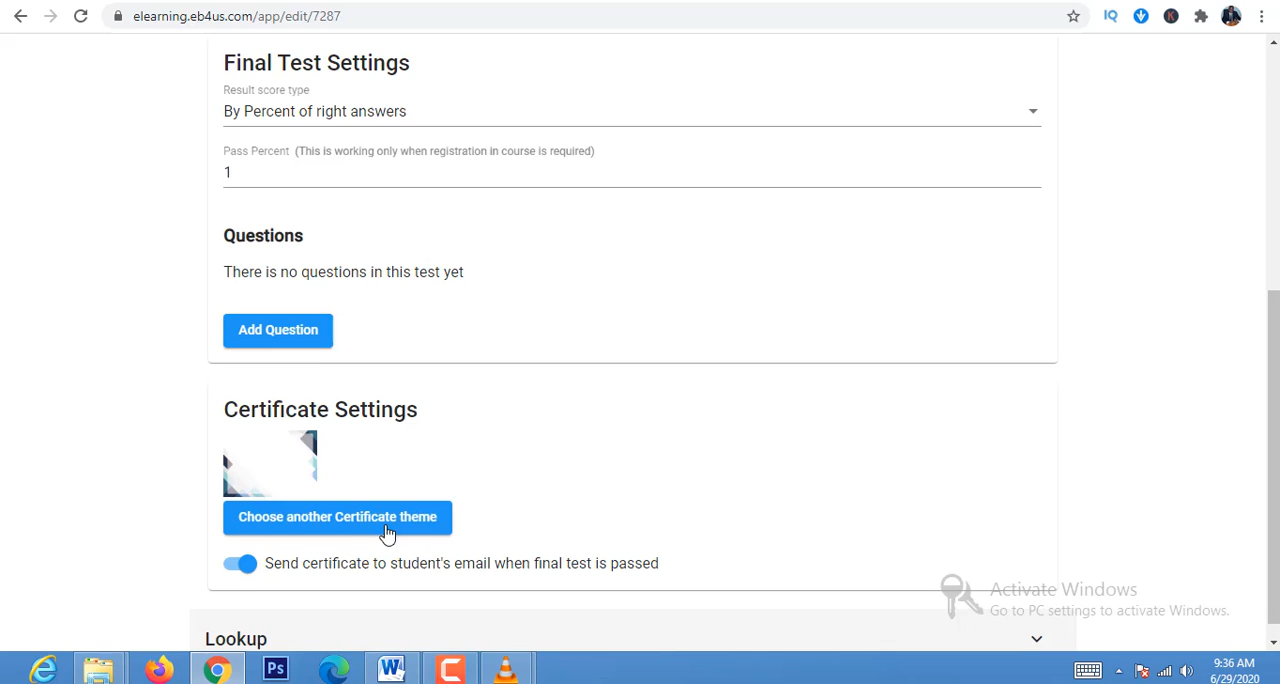 elearning.eb4us.com/app/edit/7287
IQ
K
Final Test Settings
Result score type
By Percent of right answers
Pass Percent (This is working only when registration in course is required)
1
Questions
There is no questions in this test yet
Add Question
Certificate Settings
Choose another Certificate theme
Send certificate to student's email when final test is passed
Activate Windows
Go to PC settings to activate Windows.
Lookup
Ps
W
9:36 AM
6/29/2020